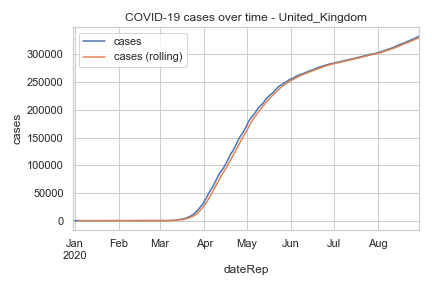 COVID-19 cases over time - United_Kingdom
cases
cases (rolling)
300000
250000
200000
150000
100000
50000
0
cases
Jan Feb Mar Apr May Jun Jul Aug
2020
dateRep